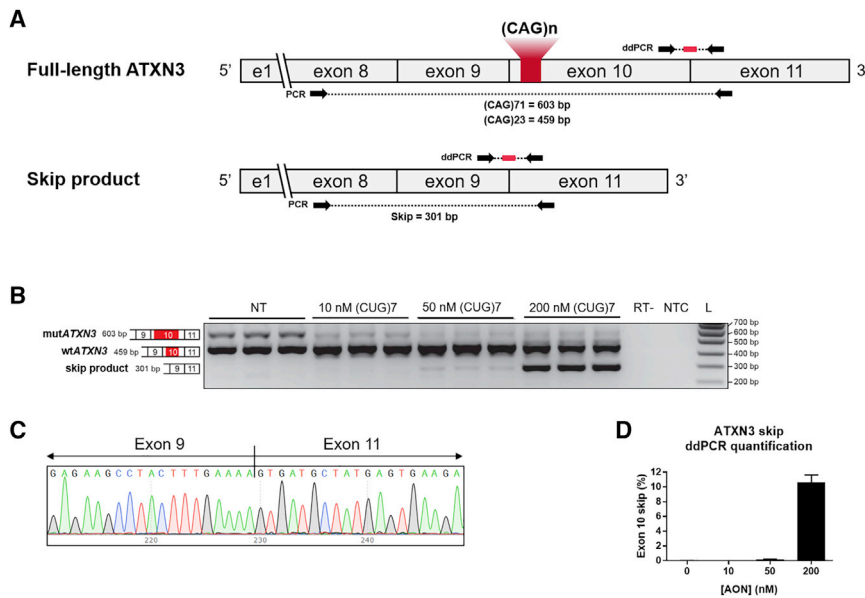 A
(CAG)n
ddPCR
Full-length ATXN3
5’ e1 exon 8 exon 9 exon 10 exon 11 3’
PCR
(CAG)71 = 603 bp
(CAG)23 = 459 bp
ddPCR
Skip product
5’ e1 exon 8 exon 9 exon 11 3’
PCR
Skip = 301 bp
B
NT 10 nM (CUG)7 50 nM (CUG)7 200 nM (CUG)7 RT- NTC L
mutATXN3 603 bp 9 10 11
wtATXN3 459 bp 9 10 11
skip product 301 bp 9 11
700 bp
600 bp
500 bp
400 bp
300 bp
200 bp
C
Exon 9 Exon 11
G A G A A G C C T A C T T T G A A A A G T G A T G C T A T G A G T G A A G A
220 230 240
D
ATXN3 skip
ddPCR quantification
Exon 10 skip (%)
12
10
8
6
4
2
0
0 10 50 200
[AON] (nM)